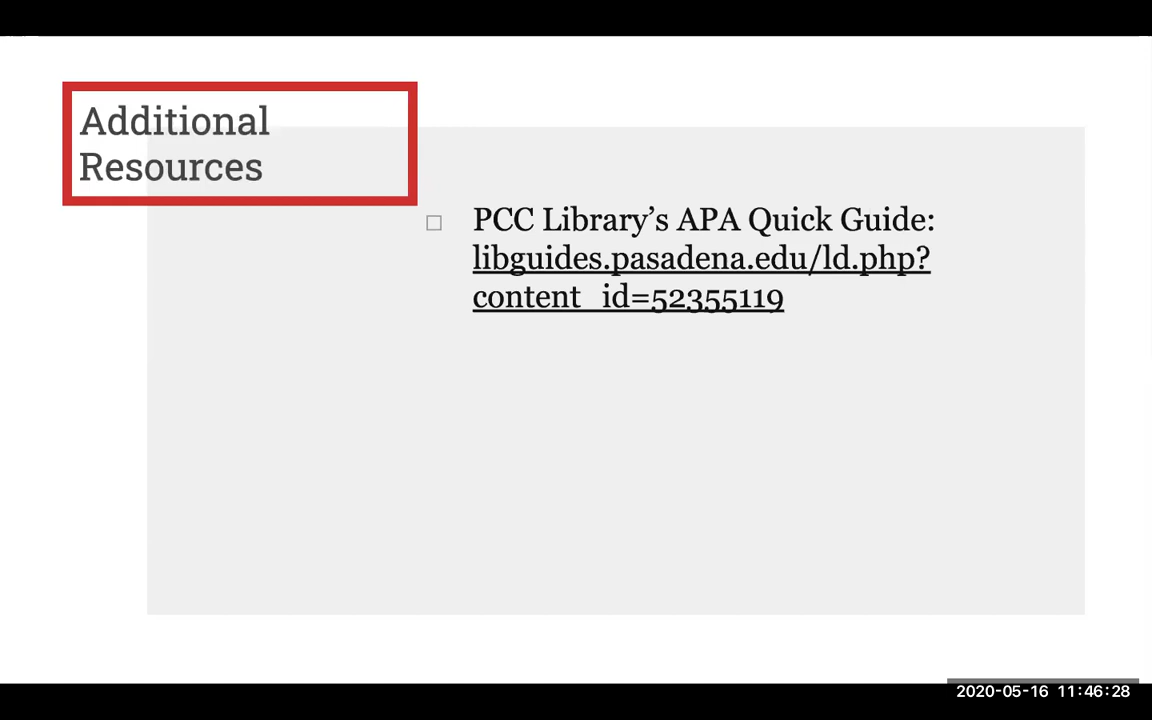 Additional
Resources
PCC Library’s APA Quick Guide:
libguides.pasadena.edu/ld.php?
content_id=52355119
2020-05-16 11:46:28